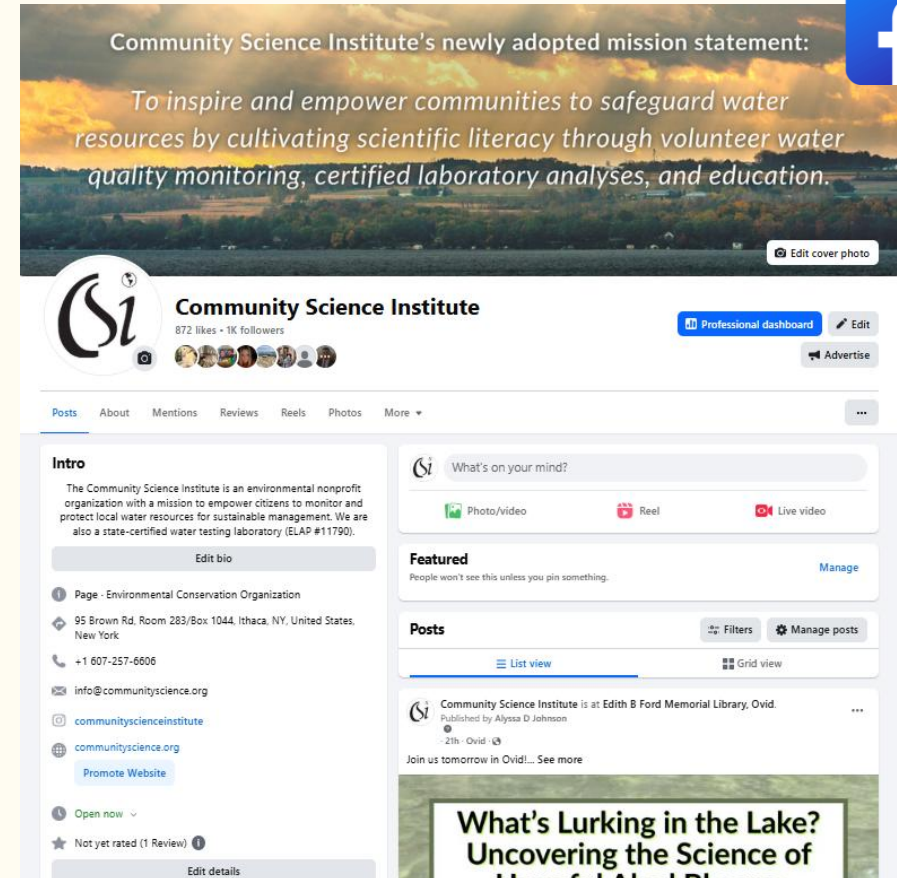 Community Science Institute's newly adopted mission statement:
To inspire and empower communities to safeguard water
resources by cultivating scientific literacy through volunteer water
quality monitoring, certified laboratory analyses, and education.
Edit cover photo
CSi
Community Science Institute
872 likes • 1K followers
Professional dashboard
Edit
Advertise
Posts About Mentions Reviews Reels Photos More
Intro
The Community Science Institute is an environmental nonprofit
organization with a mission to empower citizens to monitor and
protect local water resources for sustainable management. We are
also a state-certified water testing laboratory (ELAP #11790).
Edit bio
Page · Environmental Conservation Organization
95 Brown Rd, Room 283/Box 1044, Ithaca, NY, United States,
New York
+1 607-257-6606
info@communityscience.org
communityscienceinstitute
communityscience.org
Promote Website
Open now
Not yet rated (1 Review)
Edit details
CSi
What's on your mind?
Photo/video Reel Live video
Featured
Manage
People won't see this unless you pin something.
Posts
Filters
Manage posts
List view Grid view
CSi
Community Science Institute is at Edith B Ford Memorial Library, Ovid.
Published by Alyssa D Johnson
· 21h · Ovid ·
Join us tomorrow in Ovid!... See more
What's Lurking in the Lake?
Uncovering the Science of